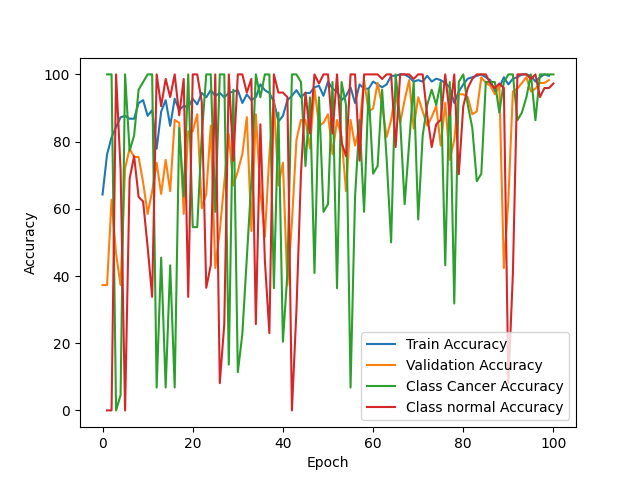 100
80
60
40
20
0
Accuracy
0 20 40 60 80 100
Epoch
Train Accuracy
Validation Accuracy
Class Cancer Accuracy
Class normal Accuracy